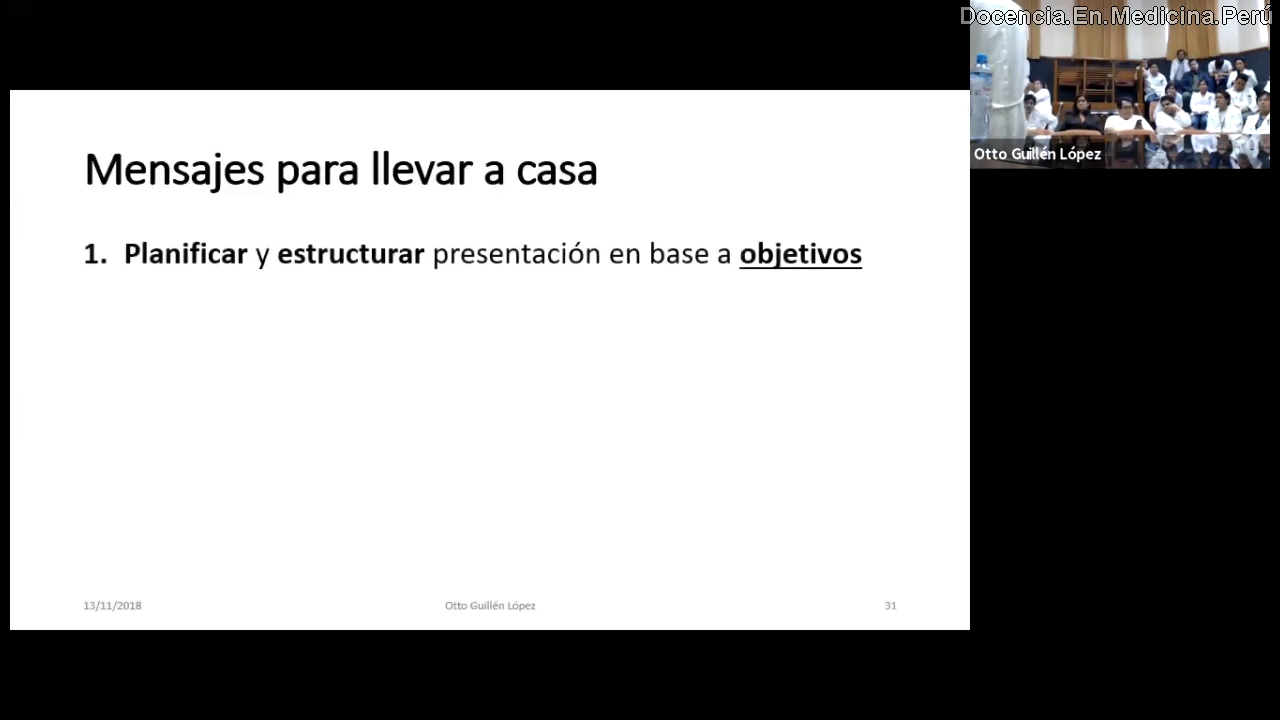 Docencia.En.Medicina.Perú
Otto Guillén López
Mensajes para llevar a casa
1. Planificar y estructurar presentación en base a objetivos
13/11/2018 Otto Guillén López 31